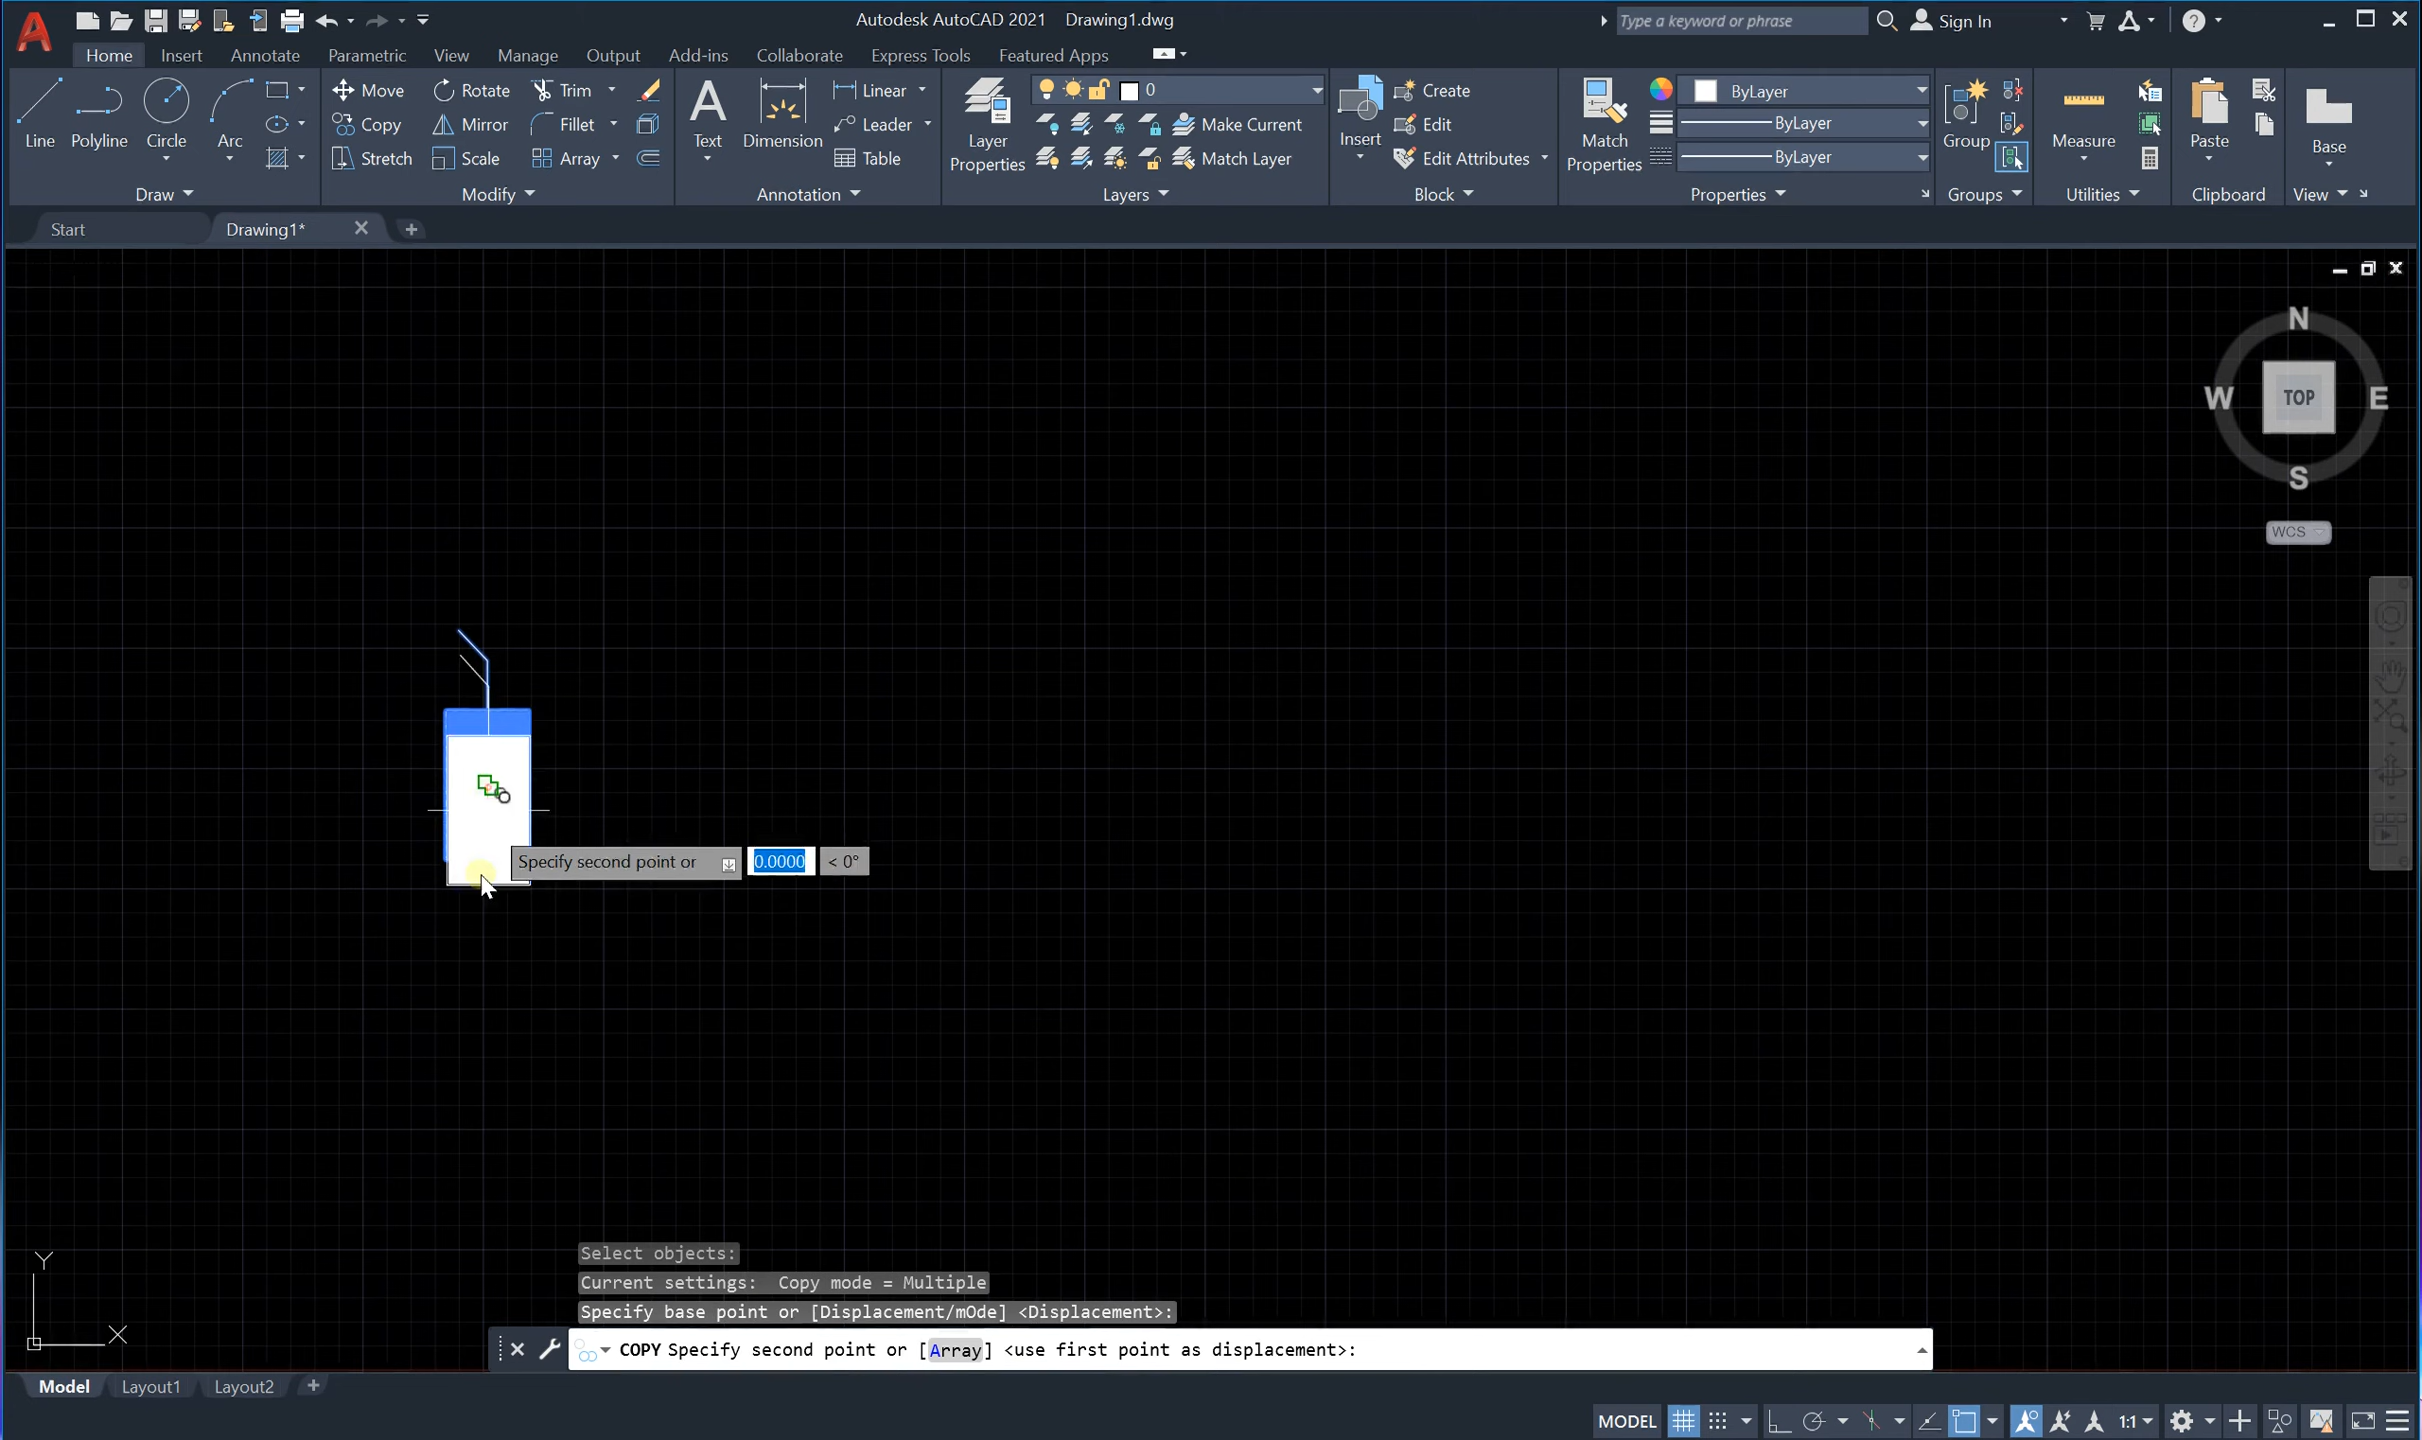 Autodesk AutoCAD 2021 Drawing1.dwg
Type a keyword or phrase
Sign In
Home Insert Annotate Parametric View Manage Output Add-ins Collaborate Express Tools Featured Apps
Line Polyline Circle Arc
Draw
Move Rotate Trim
Copy Mirror Fillet
Stretch Scale Array
Modify
A
Text Dimension
Linear
Leader
Table
Annotation
Layer
Properties
0
Make Current
Match Layer
Layers
Insert
Create
Edit
Edit Attributes
Block
Match
Properties
ByLayer
ByLayer
ByLayer
Properties
Group
Groups
Measure
Utilities
Paste
Clipboard
Base
View
Start Drawing1*
N
W TOP E
S
WCS
Specify second point or 0.0000 < 0°
Select objects:
Current settings: Copy mode = Multiple
Specify base point or [Displacement/mOde] <Displacement>:
COPY Specify second point or [Array] <use first point as displacement>:
Y
X
Model Layout1 Layout2
MODEL 1:1